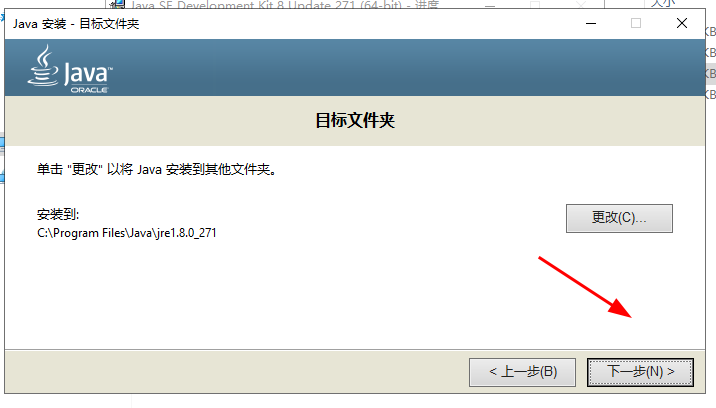 Java SE Development Kit 8 Update 271 (64-bit) - 进度
大小
Java 安装 - 目标文件夹
KB
KB
KB
KB
Java™
ORACLE
目标文件夹
单击 "更改" 以将 Java 安装到其他文件夹。
安装到:
更改(C)...
C:\Program Files\Java\jre1.8.0_271
< 上一步(B)
下一步(N) >